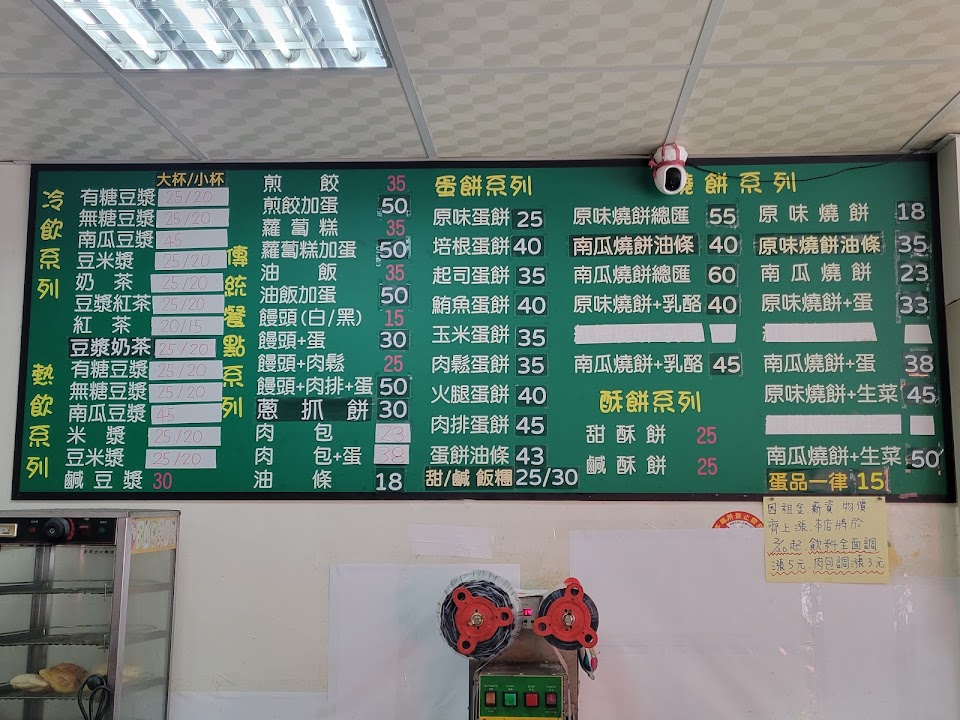 大杯/小杯
冷飲系列
有糖豆漿 25/20
無糖豆漿 25/20
南瓜豆漿 45
豆米漿 25/20
奶茶 25/20
豆漿紅茶 25/20
紅茶 20/15
豆漿奶茶 25/20
熱飲系列
有糖豆漿 25/20
無糖豆漿 25/20
南瓜豆漿 45
米漿 25/20
豆米漿 25/20
鹹豆漿 30
傳統餐點系列
煎餃 35
煎餃加蛋 50
蘿蔔糕 35
蘿蔔糕加蛋 50
油飯 35
油飯加蛋 50
饅頭(白/黑) 15
饅頭+蛋 30
饅頭+肉鬆 25
饅頭+肉排+蛋 50
蔥抓餅 30
肉包 23
肉包+蛋 38
油條 18
蛋餅系列
原味蛋餅 25
培根蛋餅 40
起司蛋餅 35
鮪魚蛋餅 40
玉米蛋餅 35
肉鬆蛋餅 35
火腿蛋餅 40
肉排蛋餅 45
蛋餅油條 43
甜/鹹 飯糰 25/30
燒餅系列
原味燒餅總匯 55
南瓜燒餅油條 40
南瓜燒餅總匯 60
原味燒餅+乳酪 40
南瓜燒餅+乳酪 45
酥餅系列
甜酥餅 25
鹹酥餅 25
原味燒餅 18
原味燒餅油條 35
南瓜燒餅 23
原味燒餅+蛋 33
南瓜燒餅+蛋 38
原味燒餅+生菜 45
南瓜燒餅+生菜 50
蛋品一律 15
因租金薪資物價
齊上漲,本店將於
起,飲料全面調
漲5元,肉包調漲3元
14